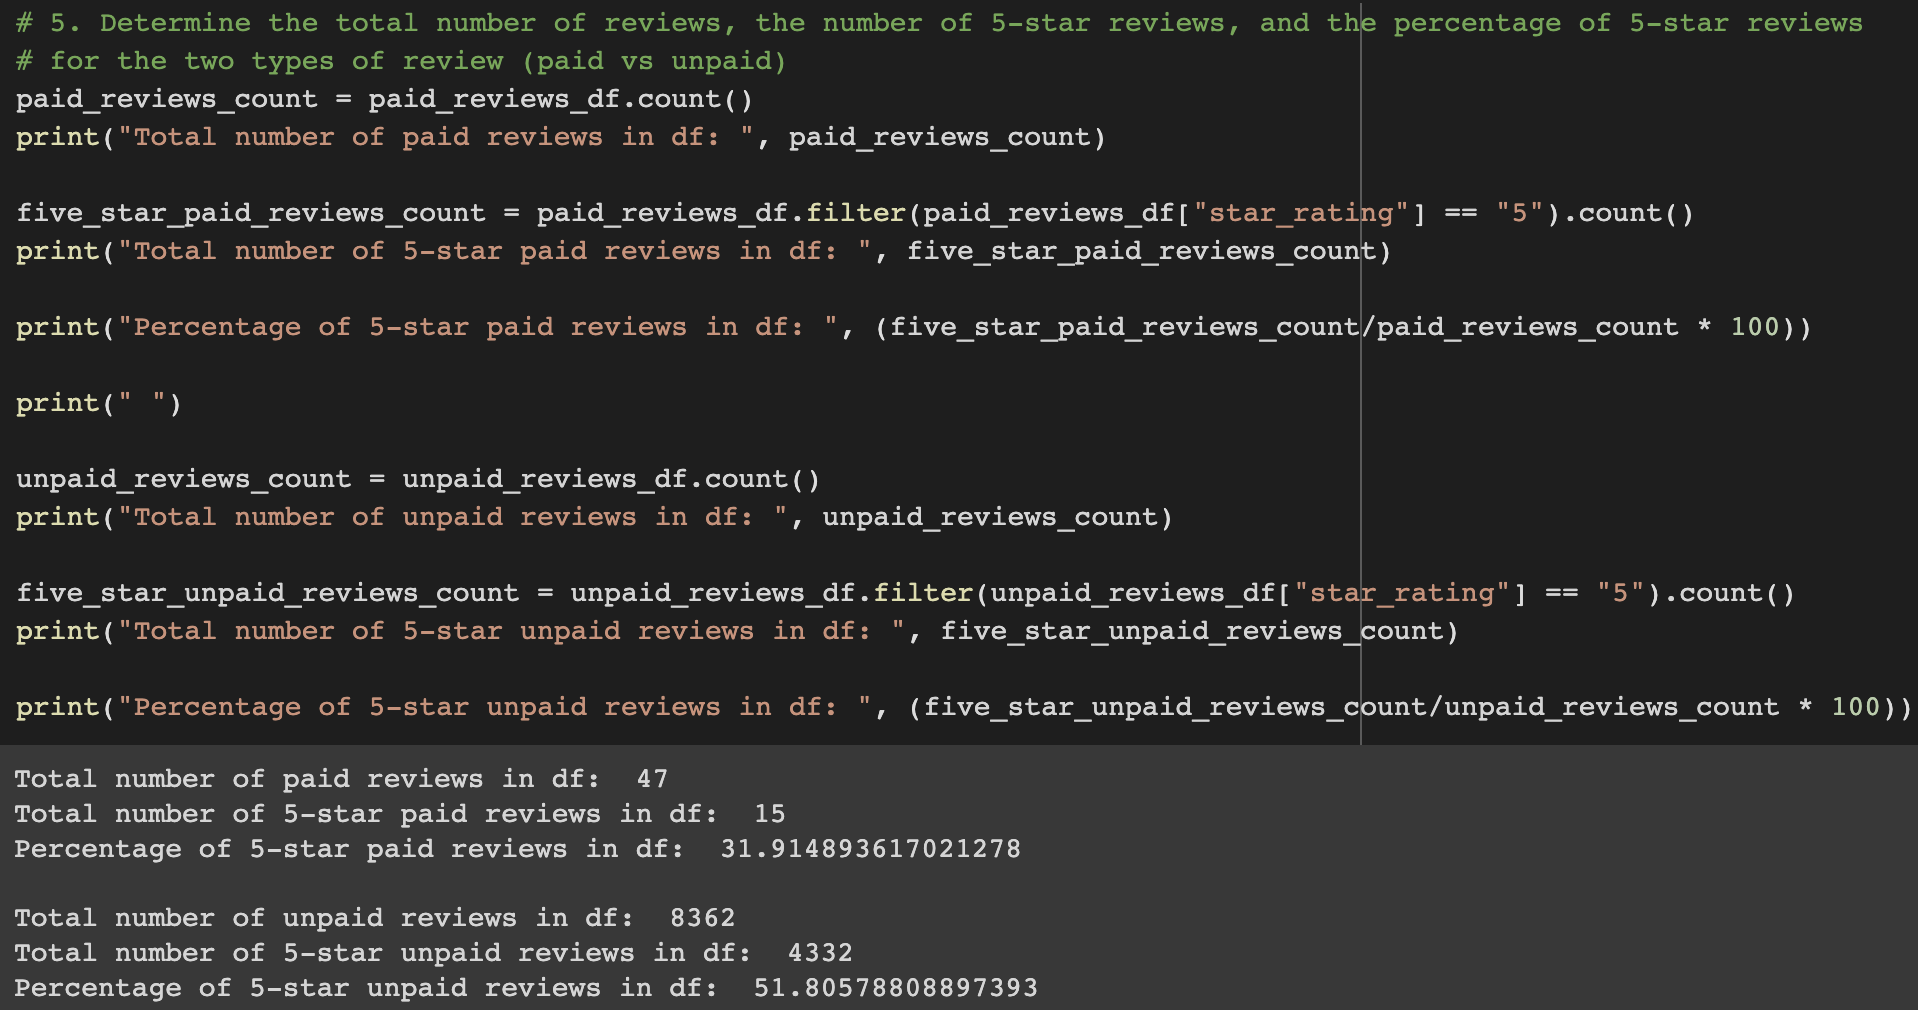 # 5. Determine the total number of reviews, the number of 5-star reviews, and the percentage of 5-star reviews
# for the two types of review (paid vs unpaid)
paid_reviews_count = paid_reviews_df.count()
print("Total number of paid reviews in df: ", paid_reviews_count)
five_star_paid_reviews_count = paid_reviews_df.filter(paid_reviews_df["star_rating"] == "5").count()
print("Total number of 5-star paid reviews in df: ", five_star_paid_reviews_count)
print("Percentage of 5-star paid reviews in df: ", (five_star_paid_reviews_count/paid_reviews_count * 100))
print(" ")
unpaid_reviews_count = unpaid_reviews_df.count()
print("Total number of unpaid reviews in df: ", unpaid_reviews_count)
five_star_unpaid_reviews_count = unpaid_reviews_df.filter(unpaid_reviews_df["star_rating"] == "5").count()
print("Total number of 5-star unpaid reviews in df: ", five_star_unpaid_reviews_count)
print("Percentage of 5-star unpaid reviews in df: ", (five_star_unpaid_reviews_count/unpaid_reviews_count * 100))
Total number of paid reviews in df:  47
Total number of 5-star paid reviews in df:  15
Percentage of 5-star paid reviews in df:  31.914893617021278
Total number of unpaid reviews in df:  8362
Total number of 5-star unpaid reviews in df:  4332
Percentage of 5-star unpaid reviews in df:  51.80578808897393